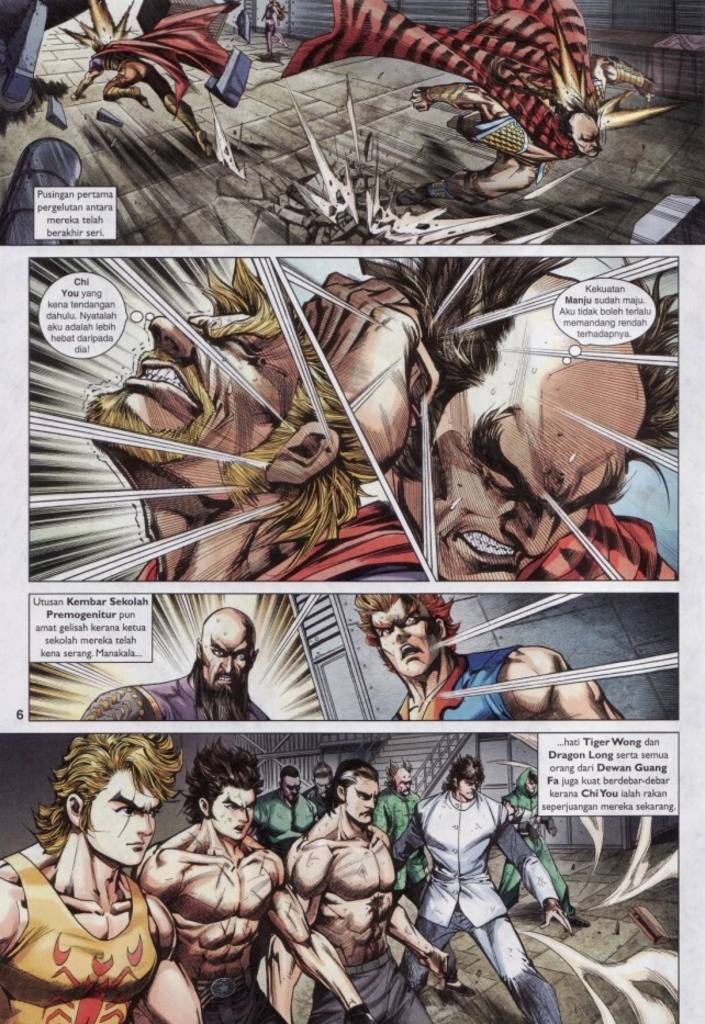 Pusingan pertama
pergelutan antara
mereka telah
berakhir seri.
Chi
You yang
kena tendangan
dahulu. Nyatalah
aku adalah lebih
hebat daripada
dia!
Kekuatan
Manju sudah maju.
Aku tidak boleh terlalu
memandang rendah
terhadapnya.
Utusan Kembar Sekolah
Premogenitur pun
amat gelisah kerana ketua
sekolah mereka telah
kena serang. Manakala...
6
...hati Tiger Wong dan
Dragon Long serta semua
orang dari Dewan Guang
Fa juga kuat berdebar-debar
kerana Chi You ialah rakan
seperjuangan mereka sekarang.